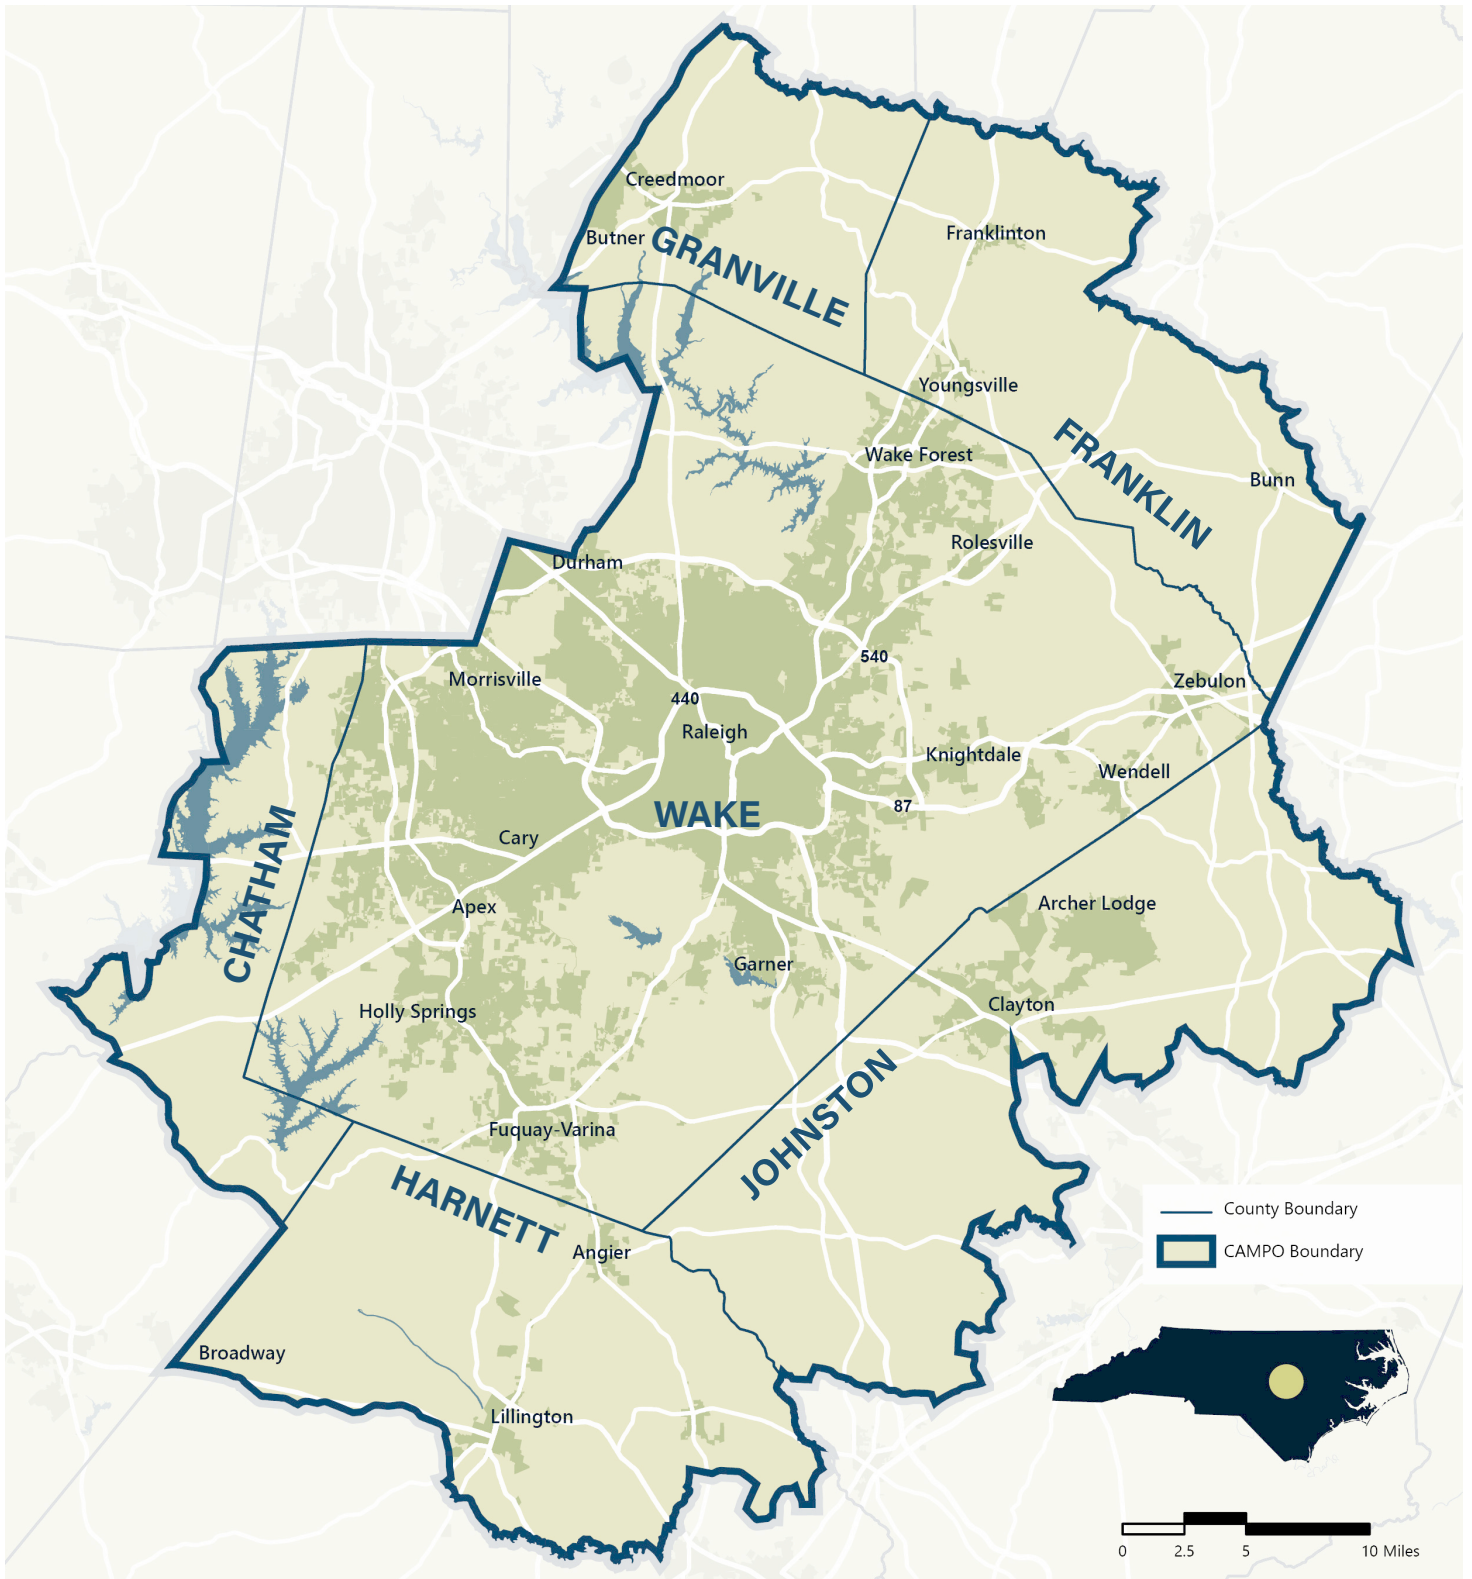 Creedmoor
Butner
GRANVILLE
Franklinton
Youngsville
Wake Forest
FRANKLIN
Bunn
Rolesville
Durham
540
Morrisville
440
Zebulon
Raleigh
Knightdale
Wendell
87
WAKE
Cary
CHATHAM
Apex
Archer Lodge
Garner
Clayton
Holly Springs
JOHNSTON
Fuquay-Varina
HARNETT
Angier
County Boundary
CAMPO Boundary
Broadway
Lillington
0 2.5 5 10 Miles